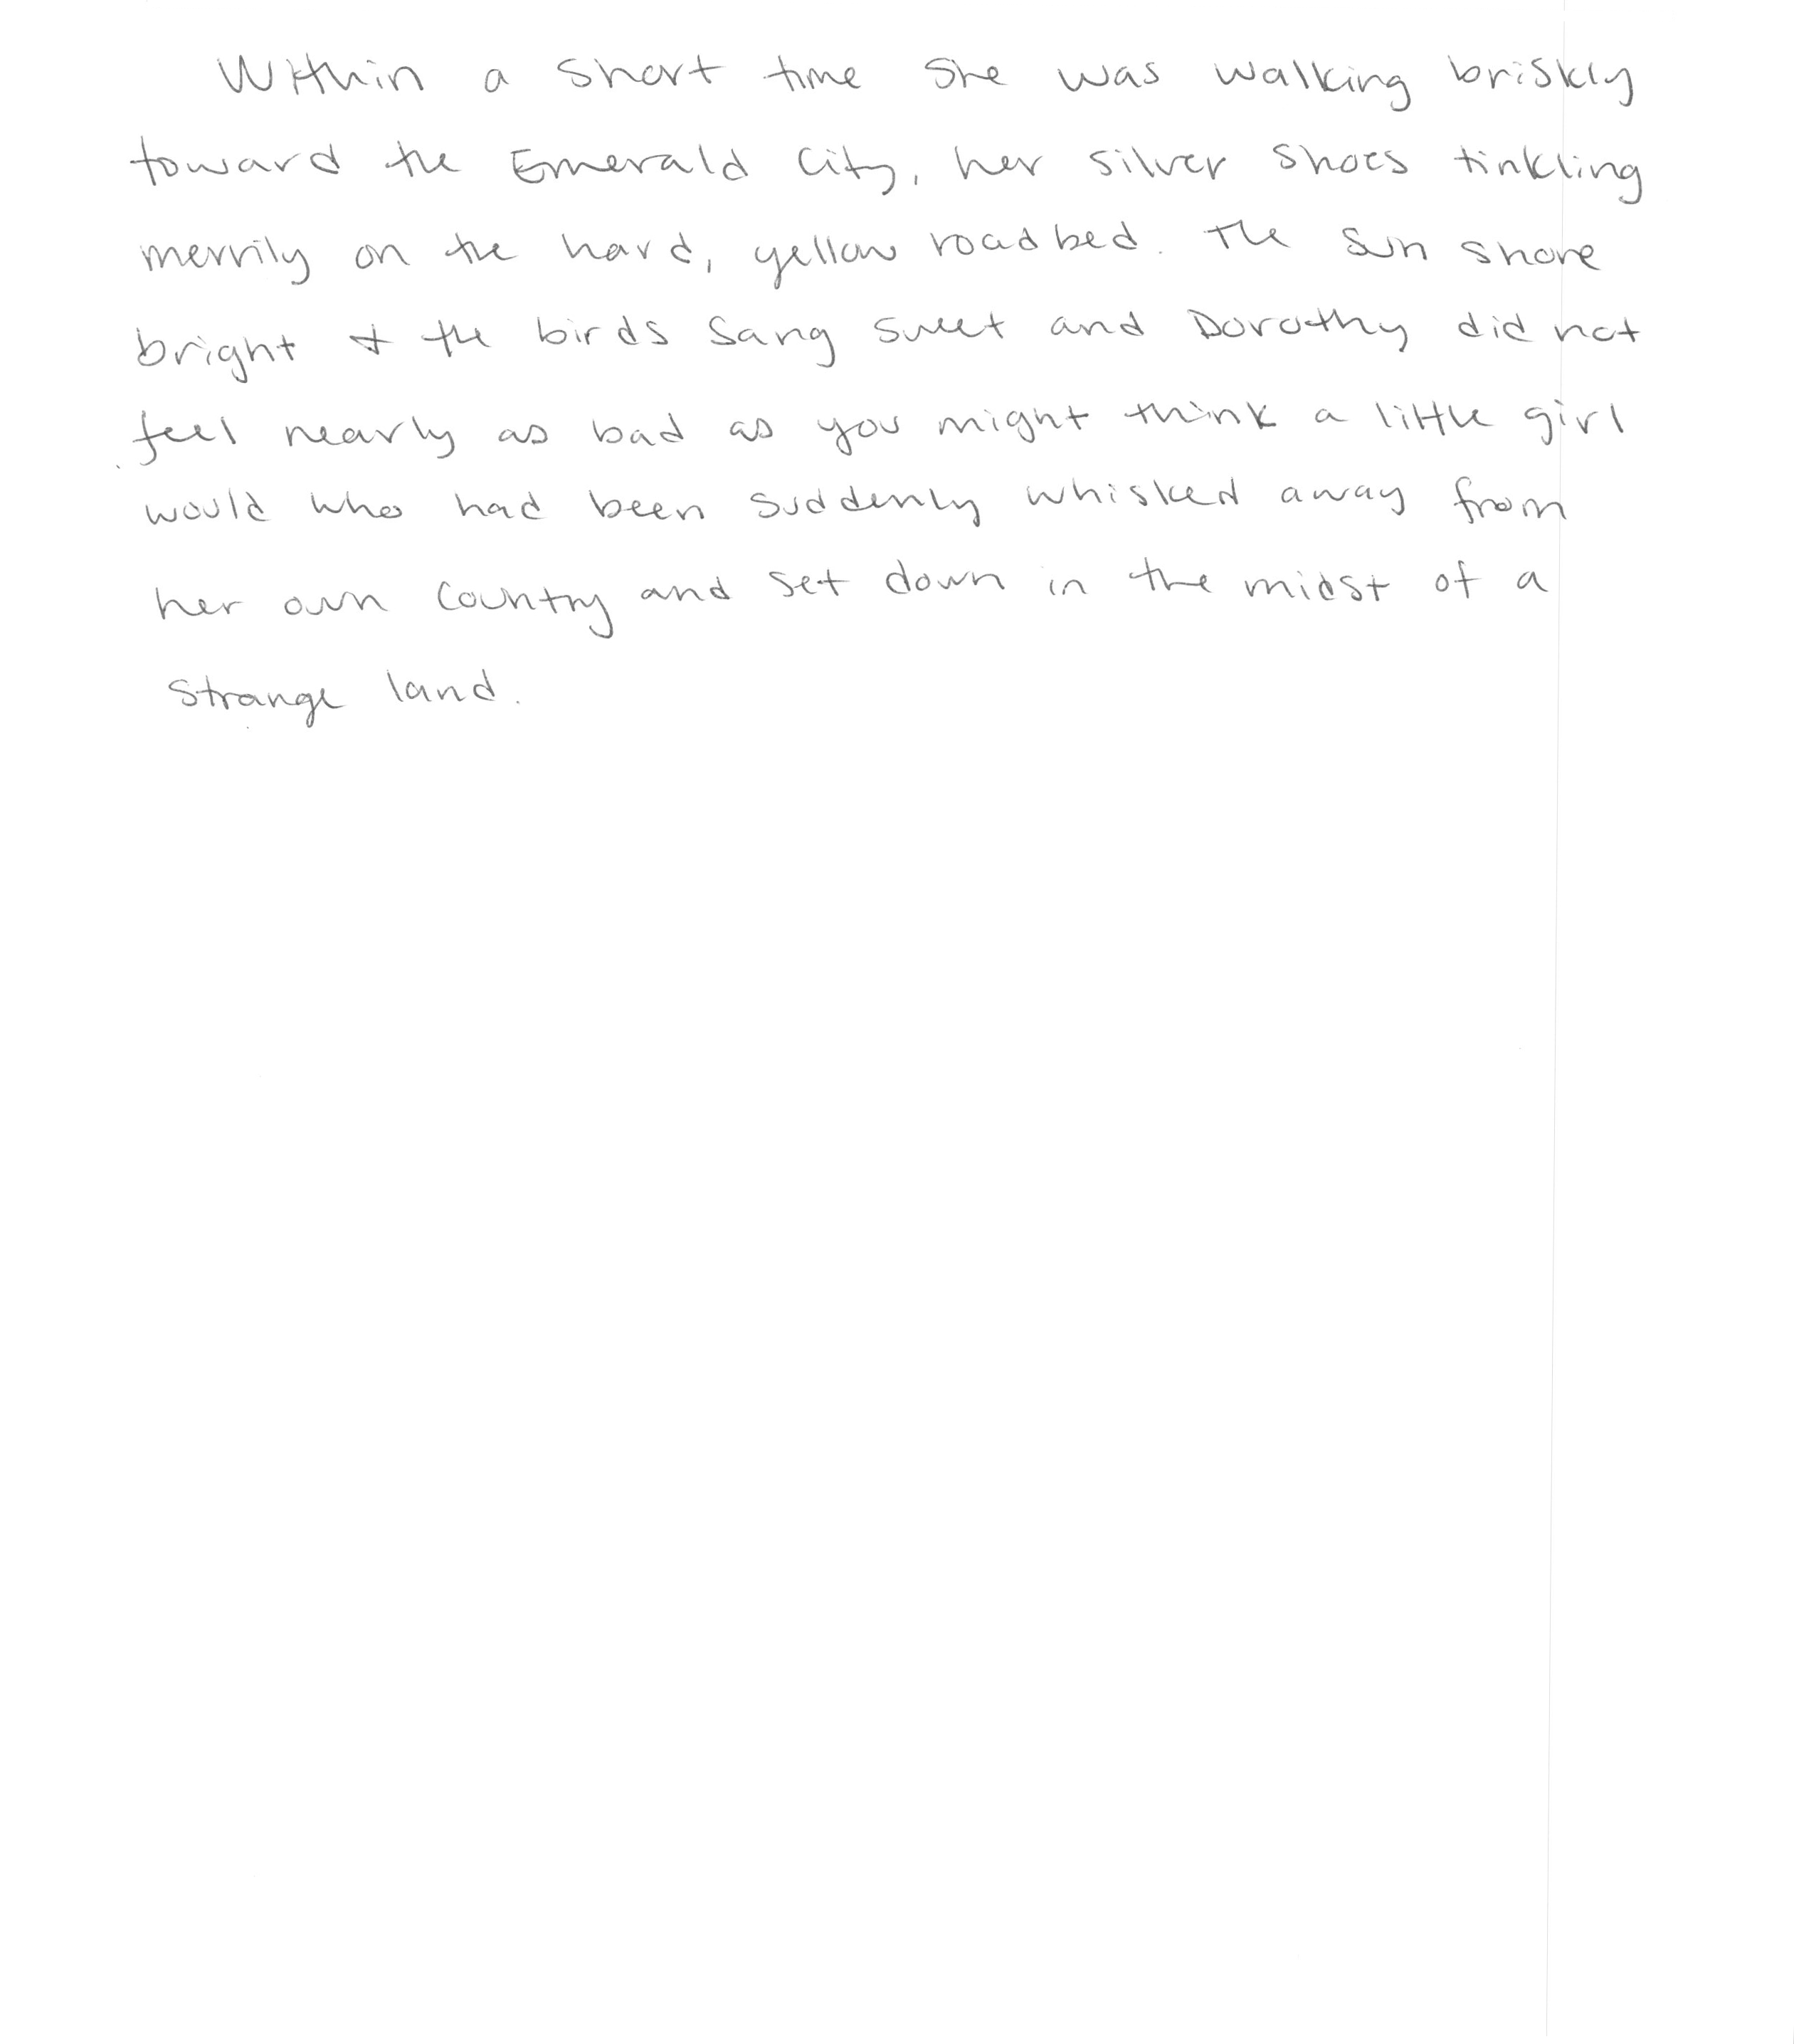 Within a short time she was walking briskly
toward the Emerald City, her silver shoes tinkling
merrily on the hard, yellow roadbed. The sun shone
bright & the birds sang sweet and Dorothy did not
feel nearly as bad as you might think a little girl
would who had been suddenly whisked away from
her own country and set down in the midst of a
strange land.